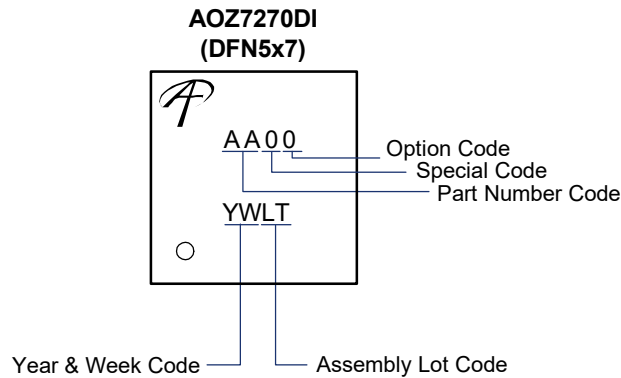 AOZ7270DI
(DFN5x7)
AA00
Option Code
Special Code
Part Number Code
YWLT
Year & Week Code
Assembly Lot Code